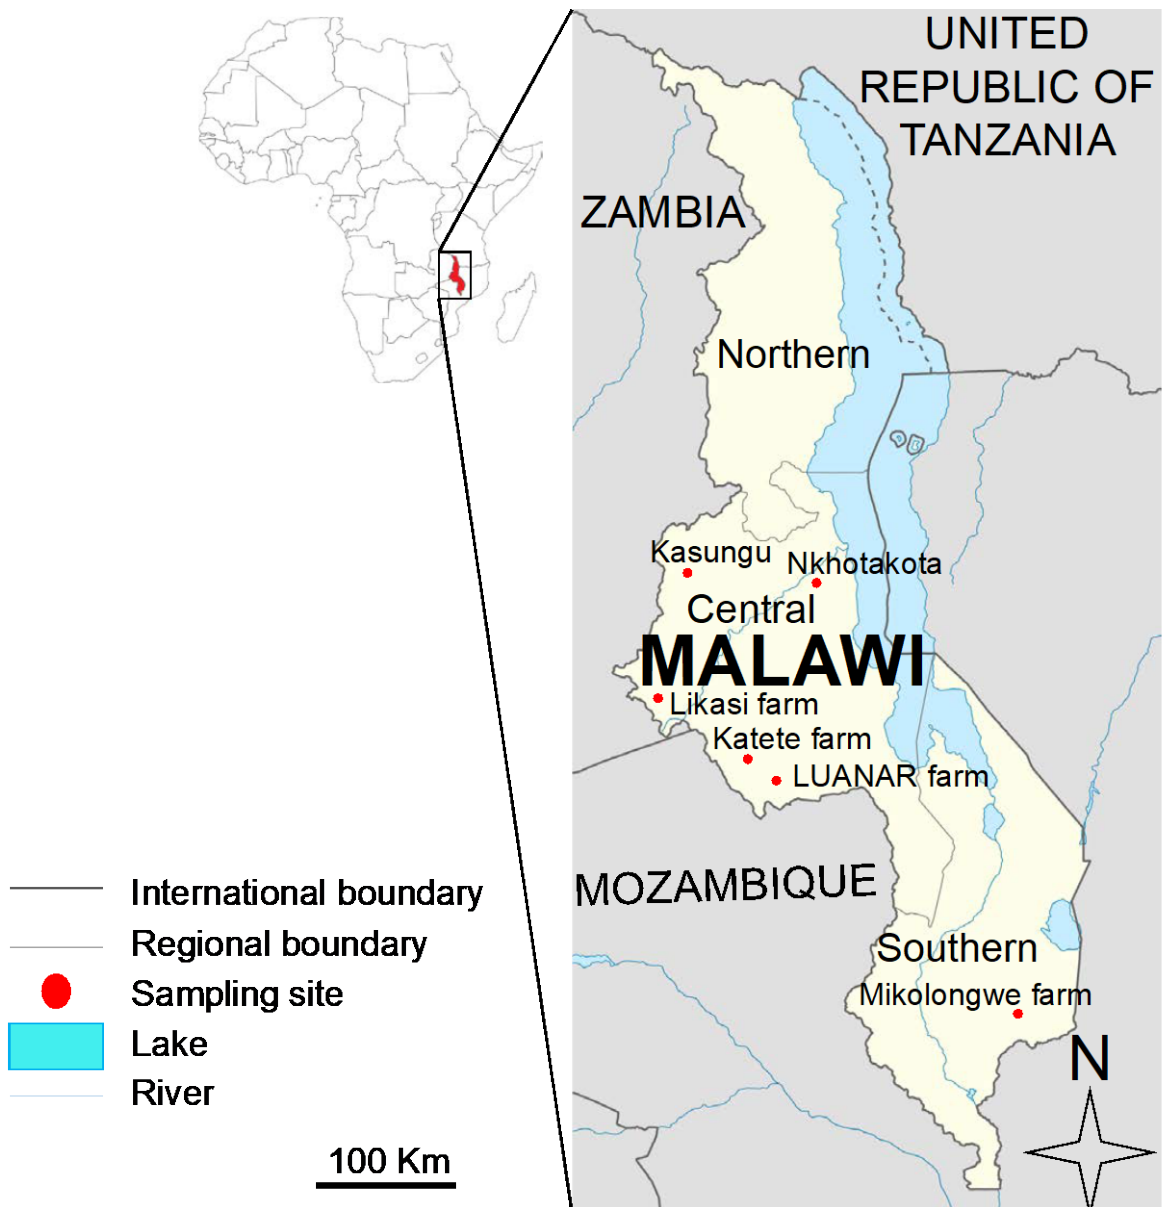 UNITED
REPUBLIC OF
TANZANIA
ZAMBIA
Northern
Kasungu
Nkhotakota
Central
MALAWI
Likasi farm
Katete farm
LUANAR farm
MOZAMBIQUE
Southern
Mikolongwe farm
N
International boundary
Regional boundary
Sampling site
Lake
River
100 Km